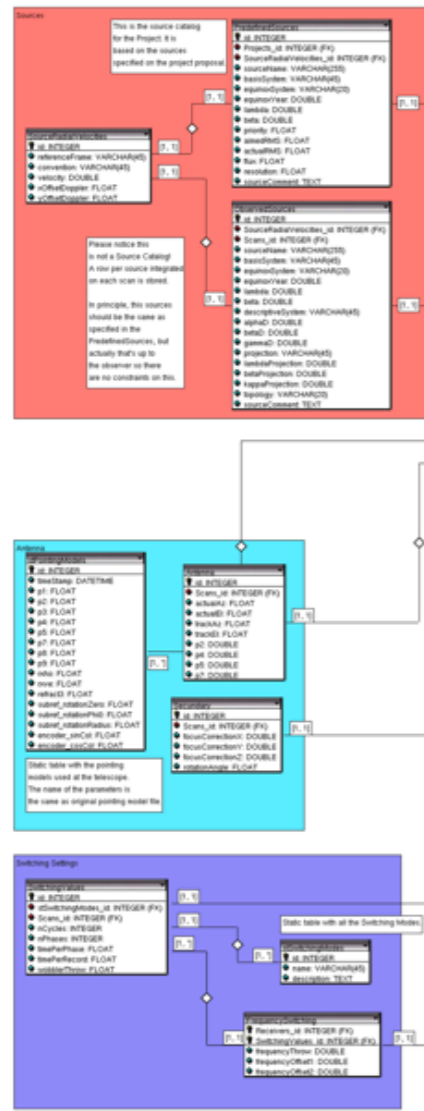 Sources
This is the source catalog
for the Project. It is
based on the sources
specified on the project proposal.
PredefinedSources
id: INTEGER
Projects_id: INTEGER (FK)
SourceRadialVelocities_id: INTEGER (FK)
sourceName: VARCHAR(255)
basisSystem: VARCHAR(45)
equinoxSystem: VARCHAR(20)
equinoxYear: DOUBLE
lambda: DOUBLE
beta: DOUBLE
priority: FLOAT
aimedRMS: FLOAT
actualRMS: FLOAT
flux: FLOAT
resolution: FLOAT
sourceComment: TEXT
[1, 1]
[1, 1]
SourceRadialVelocities
id: INTEGER
referenceFrame: VARCHAR(45)
convention: VARCHAR(45)
velocity: DOUBLE
xOffsetDoppler: FLOAT
yOffsetDoppler: FLOAT
[1, 1]
[1, 1]
ObservedSources
id: INTEGER
SourceRadialVelocities_id: INTEGER (FK)
Scans_id: INTEGER (FK)
sourceName: VARCHAR(255)
basisSystem: VARCHAR(45)
equinoxSystem: VARCHAR(20)
equinoxYear: DOUBLE
lambda: DOUBLE
beta: DOUBLE
descriptiveSystem: VARCHAR(45)
alphaD: DOUBLE
betaD: DOUBLE
gammaD: DOUBLE
projection: VARCHAR(45)
lambdaProjection: DOUBLE
betaProjection: DOUBLE
kappaProjection: DOUBLE
topology: VARCHAR(20)
sourceComment: TEXT
[1, 1]
[1, 1]
Please notice this
is not a Source Catalog!
A row per source integrated
on each scan is stored.
In principle, this sources
should be the same as
specified in the
PredefinedSources, but
actually that's up to
the observer so there
are no constraints on this.
Antenna
id: INTEGER
timeStamp: DATETIME
p1: FLOAT
p2: FLOAT
p3: FLOAT
p4: FLOAT
p5: FLOAT
p7: FLOAT
p8: FLOAT
p9: FLOAT
rxho: FLOAT
rxve: FLOAT
refract3: FLOAT
subref_rotationZero: FLOAT
subref_rotationPhi0: FLOAT
subref_rotationRadius: FLOAT
encoder_sinCol: FLOAT
encoder_cosCol: FLOAT
Antenna
id: INTEGER
Scans_id: INTEGER (FK)
actualAz: FLOAT
actualEl: FLOAT
trackAz: FLOAT
trackEl: FLOAT
p2: DOUBLE
p4: DOUBLE
p5: DOUBLE
p7: DOUBLE
[1, 1]
Secundary
id: INTEGER
Scans_id: INTEGER (FK)
focusCorrectionX: DOUBLE
focusCorrectionY: DOUBLE
focusCorrectionZ: DOUBLE
rotationAngle: FLOAT
[1, 1]
Static table with the pointing
models used at the telescope.
The name of the parameters is
the same as original pointing model file.
Switching Settings
SwitchingValues
id: INTEGER
stSwitchingModes_id: INTEGER (FK)
Scans_id: INTEGER (FK)
nCycles: INTEGER
nPhases: INTEGER
timePerPhase: FLOAT
timePerRecord: FLOAT
wobblerThrow: FLOAT
[1, 1]
[1, 1]
Static table with all the Switching Modes.
stSwitchingModes
id: INTEGER
name: VARCHAR(45)
description: TEXT
FrequencySwitching
Receivers_id: INTEGER (FK)
SwitchingValues_id: INTEGER (FK)
frequencyThrow: DOUBLE
frequencyOffset1: DOUBLE
frequencyOffset2: DOUBLE
[1, 1]